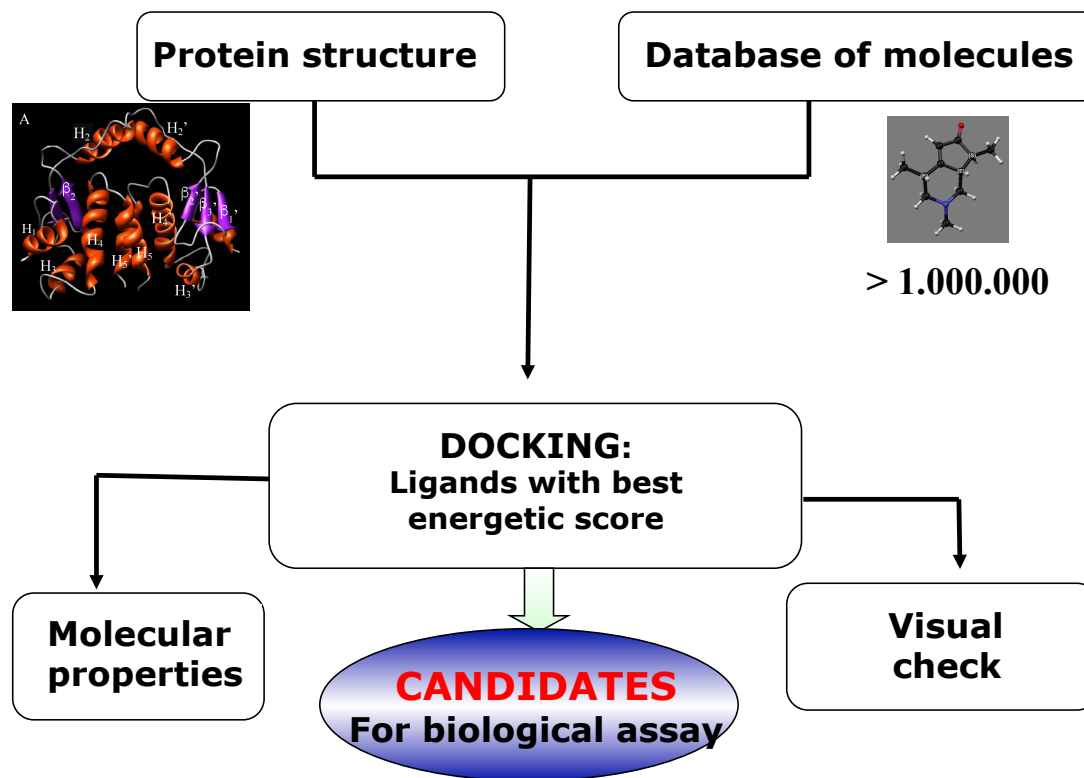 Protein structure
Database of molecules
A
H2
H2’
β2
β2’
β3’
β1’
H1
H4
H4’
H3
H5’
H5
H3’
(S)
> 1.000.000
DOCKING:
Ligands with best
energetic score
Molecular
properties
Visual
check
CANDIDATES
For biological assay